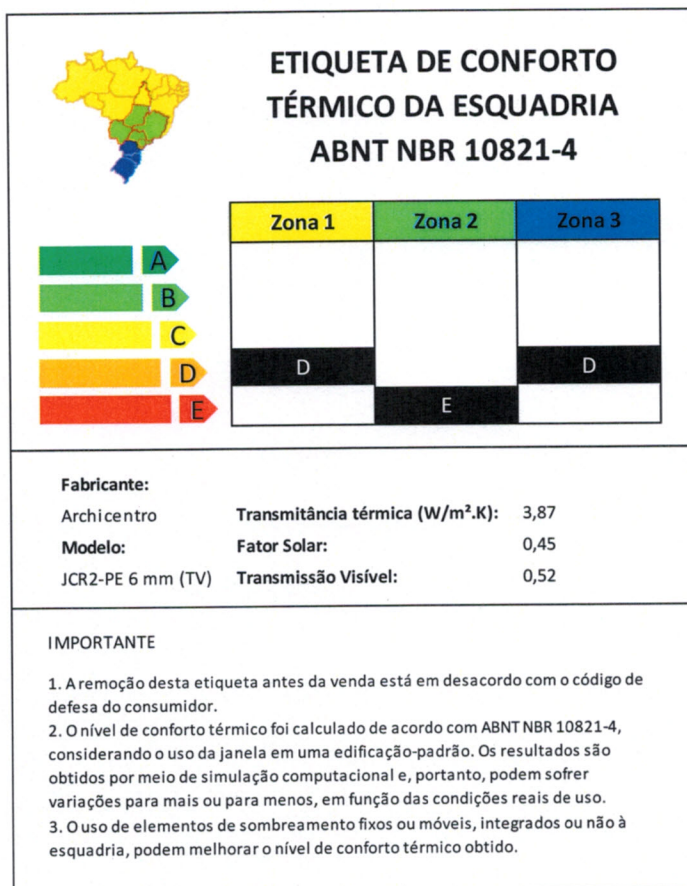 ETIQUETA DE CONFORTO
TÉRMICO DA ESQUADRIA
ABNT NBR 10821-4
Zona 1 Zona 2 Zona 3
A
B
C
D D D
E E
Fabricante:
Archicentro Transmitância térmica (W/m².K): 3,87
Modelo: Fator Solar: 0,45
JCR2-PE 6 mm (TV) Transmissão Visível: 0,52
IMPORTANTE
1. A remoção desta etiqueta antes da venda está em desacordo com o código de
defesa do consumidor.
2. O nível de conforto térmico foi calculado de acordo com ABNT NBR 10821-4,
considerando o uso da janela em uma edificação-padrão. Os resultados são
obtidos por meio de simulação computacional e, portanto, podem sofrer
variações para mais ou para menos, em função das condições reais de uso.
3. O uso de elementos de sombreamento fixos ou móveis, integrados ou não à
esquadria, podem melhorar o nível de conforto térmico obtido.